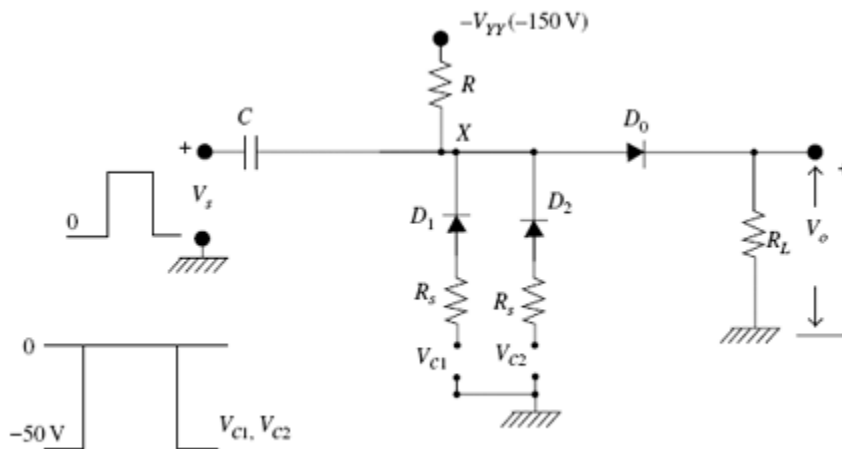 −V_YY(−150 V)
R
C
X
D_0
+
+
V_s
0
D_1
D_2
R_L
V_o
R_s
R_s
V_C1
V_C2
0
−50 V
V_C1, V_C2